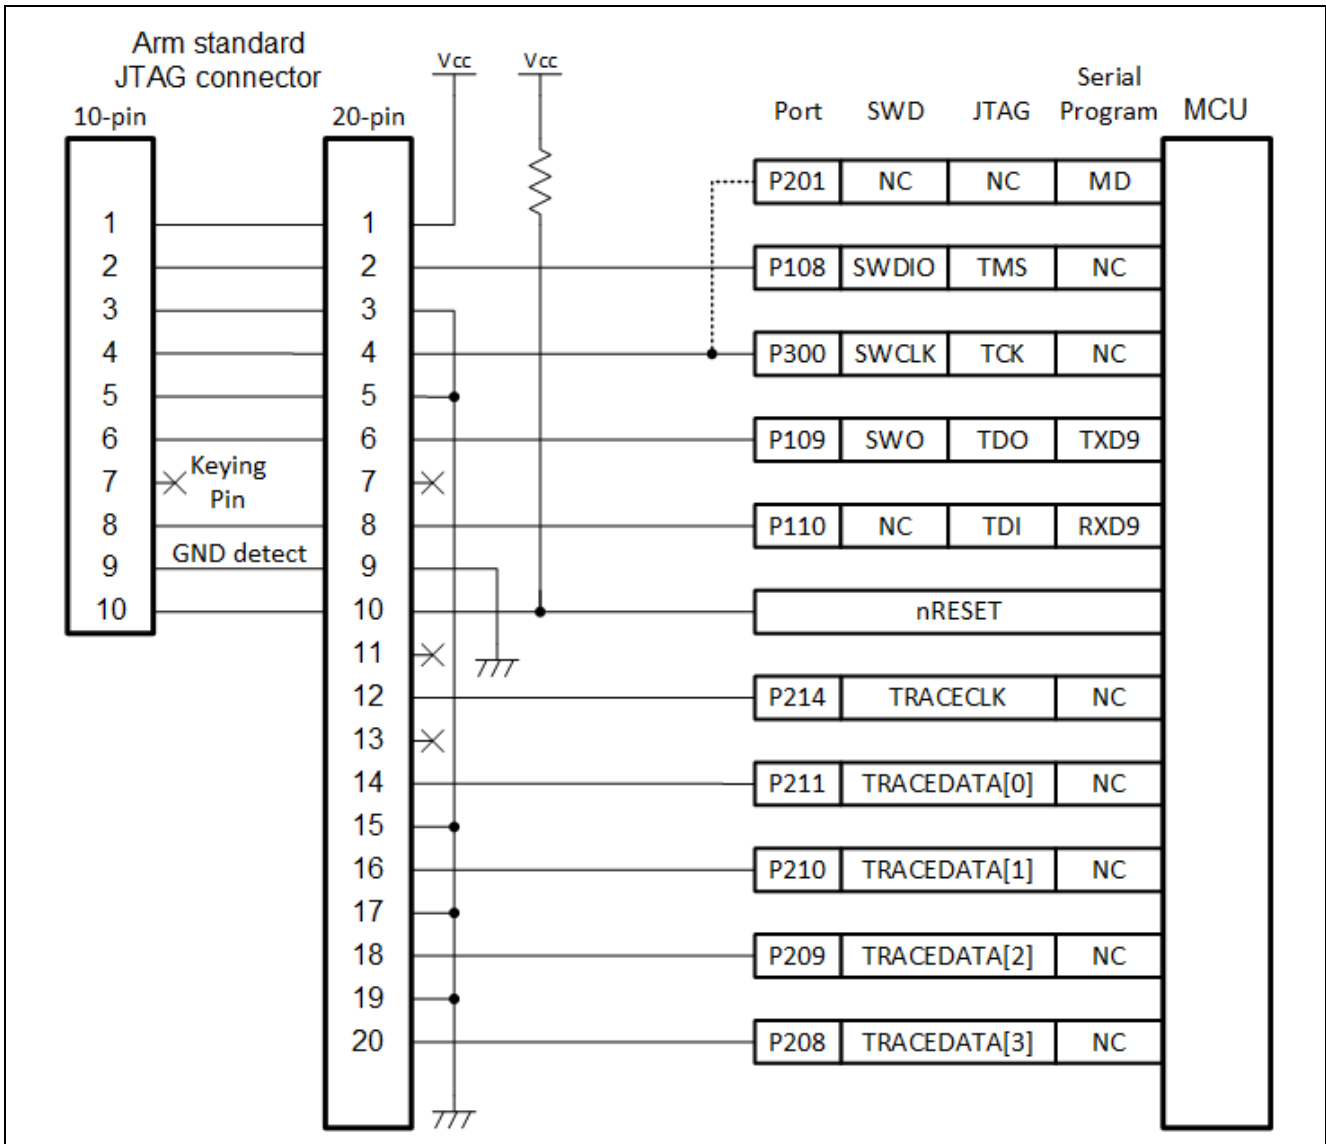 Arm standard
JTAG connector
10-pin
20-pin
Vcc
Vcc
Port SWD JTAG Serial Program MCU
P201 NC NC MD
1 1
2 2 P108 SWDIO TMS NC
3 3
4 4 P300 SWCLK TCK NC
5 5
6 6 P109 SWO TDO TXD9
7 Keying Pin 7
8 8 P110 NC TDI RXD9
9 GND detect 9
10 10 nRESET
11
12 P214 TRACECLK NC
13
14 P211 TRACEDATA[0] NC
15
16 P210 TRACEDATA[1] NC
17
18 P209 TRACEDATA[2] NC
19
20 P208 TRACEDATA[3] NC